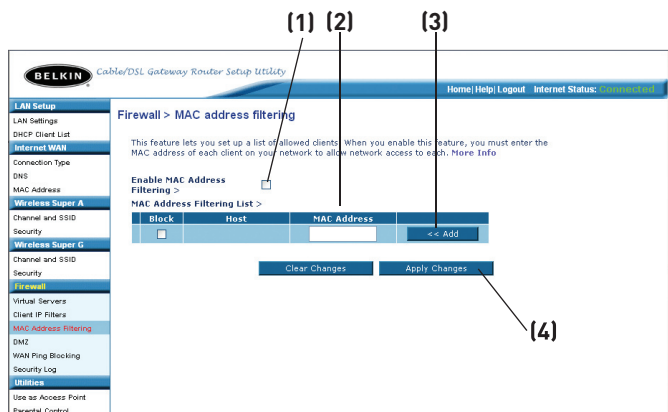 (1) (2) (3)
BELKIN
Cable/DSL Gateway Router Setup Utility
Home|Help|Logout Internet Status: Connected
LAN Setup
LAN Settings
DHCP Client List
Internet WAN
Connection Type
DNS
MAC Address
Wireless Super A
Channel and SSID
Security
Wireless Super G
Channel and SSID
Security
Firewall
Virtual Servers
Client IP Filters
MAC Address Filtering
DMZ
WAN Ping Blocking
Security Log
Utilities
Use as Access Point
Parental Control
Firewall > MAC address filtering
This feature lets you set up a list of allowed clients. When you enable this feature, you must enter the
MAC address of each client on your network to allow network access to each. More Info
Enable MAC Address
Filtering >
MAC Address Filtering List >
Block Host MAC Address
<< Add
Clear Changes Apply Changes
(4)